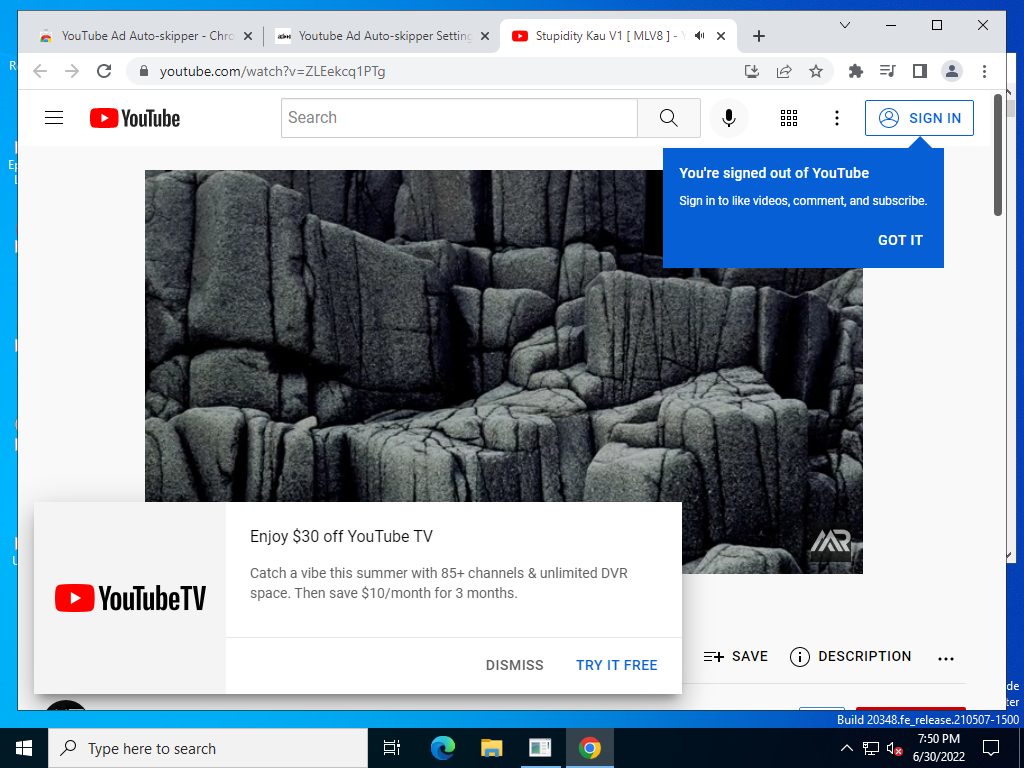 YouTube Ad Auto-skipper - Chro
Youtube Ad Auto-skipper Setting
Stupidity Kau V1 [ MLV8 ] - Y
youtube.com/watch?v=ZLEekcq1PTg
YouTube
Search
SIGN IN
You're signed out of YouTube
Sign in to like videos, comment, and subscribe.
GOT IT
Enjoy $30 off YouTube TV
Catch a vibe this summer with 85+ channels & unlimited DVR
space. Then save $10/month for 3 months.
YouTubeTV
DISMISS
TRY IT FREE
SAVE
DESCRIPTION
Build 20348.fe_release.210507-1500
Type here to search
7:50 PM
6/30/2022